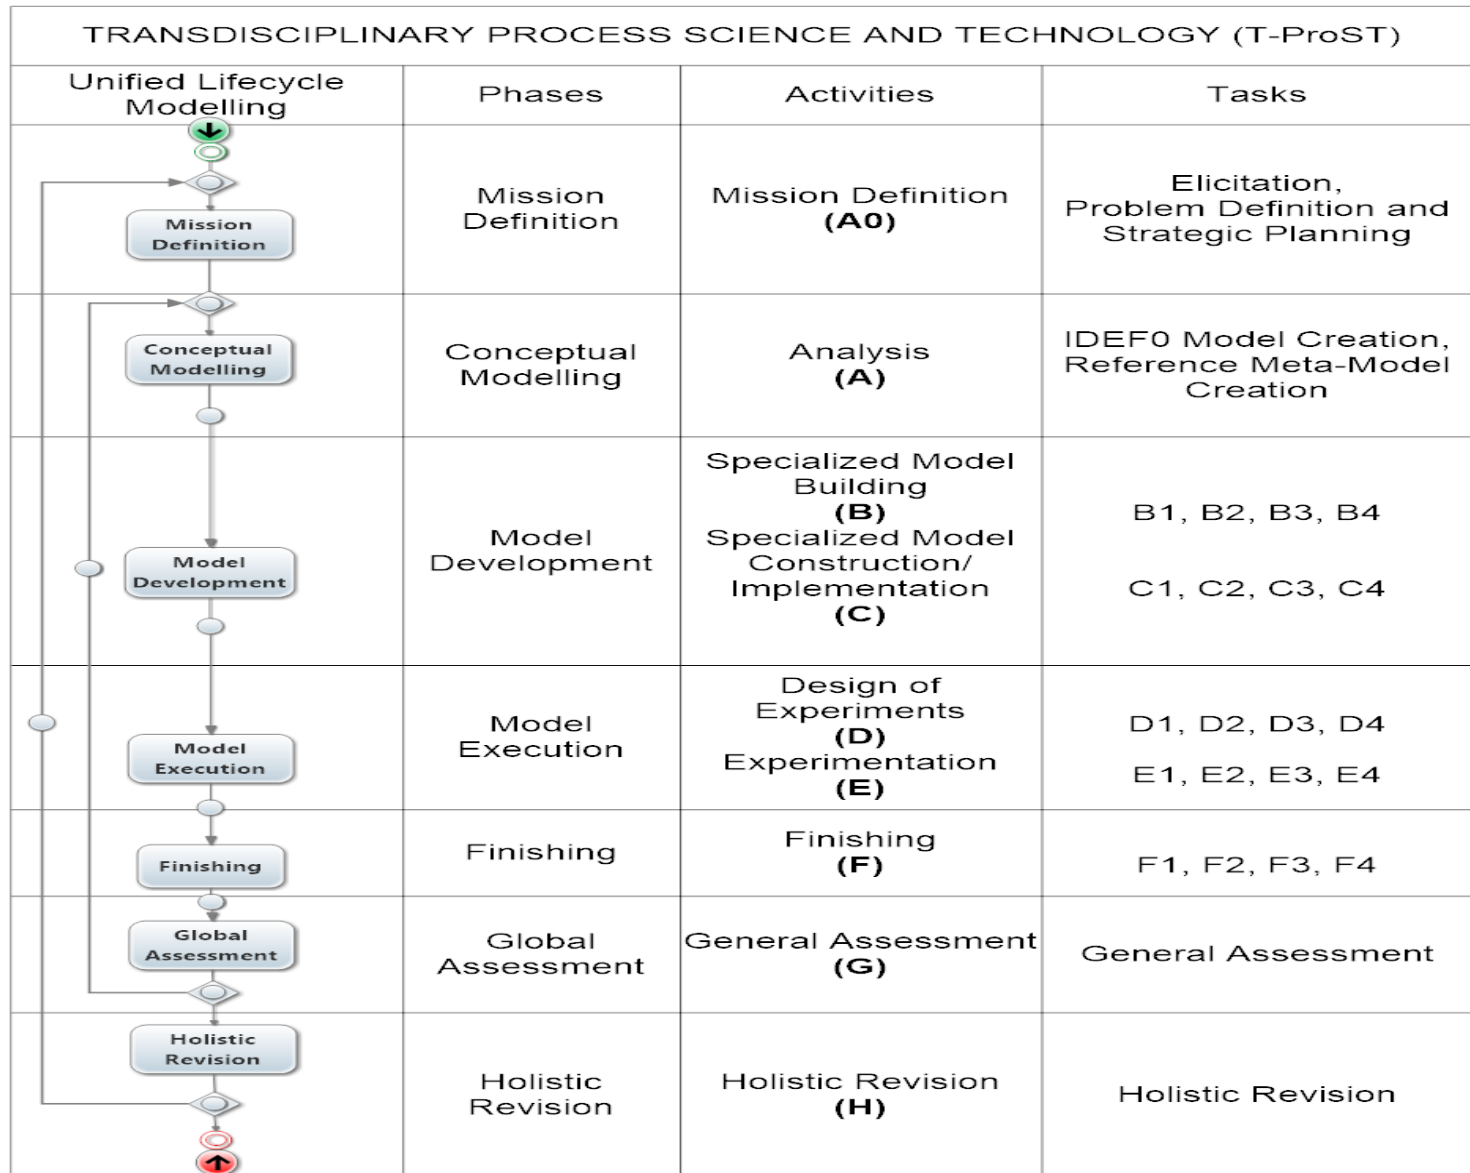 TRANSDISCIPLINARY PROCESS SCIENCE AND TECHNOLOGY (T-ProST)
Unified Lifecycle
Modelling
Phases
Activities
Tasks
Mission
Definition
Mission
Definition
Mission Definition
(A0)
Elicitation,
Problem Definition and
Strategic Planning
Conceptual
Modelling
Conceptual
Modelling
Analysis
(A)
IDEF0 Model Creation,
Reference Meta-Model
Creation
Model
Development
Model
Development
Specialized Model
Building
(B)
Specialized Model
Construction/
Implementation
(C)
B1, B2, B3, B4
C1, C2, C3, C4
Model
Execution
Model
Execution
Design of
Experiments
(D)
Experimentation
(E)
D1, D2, D3, D4
E1, E2, E3, E4
Finishing
Finishing
Finishing
(F)
F1, F2, F3, F4
Global
Assessment
Global
Assessment
General Assessment
(G)
General Assessment
Holistic
Revision
Holistic
Revision
Holistic Revision
(H)
Holistic Revision